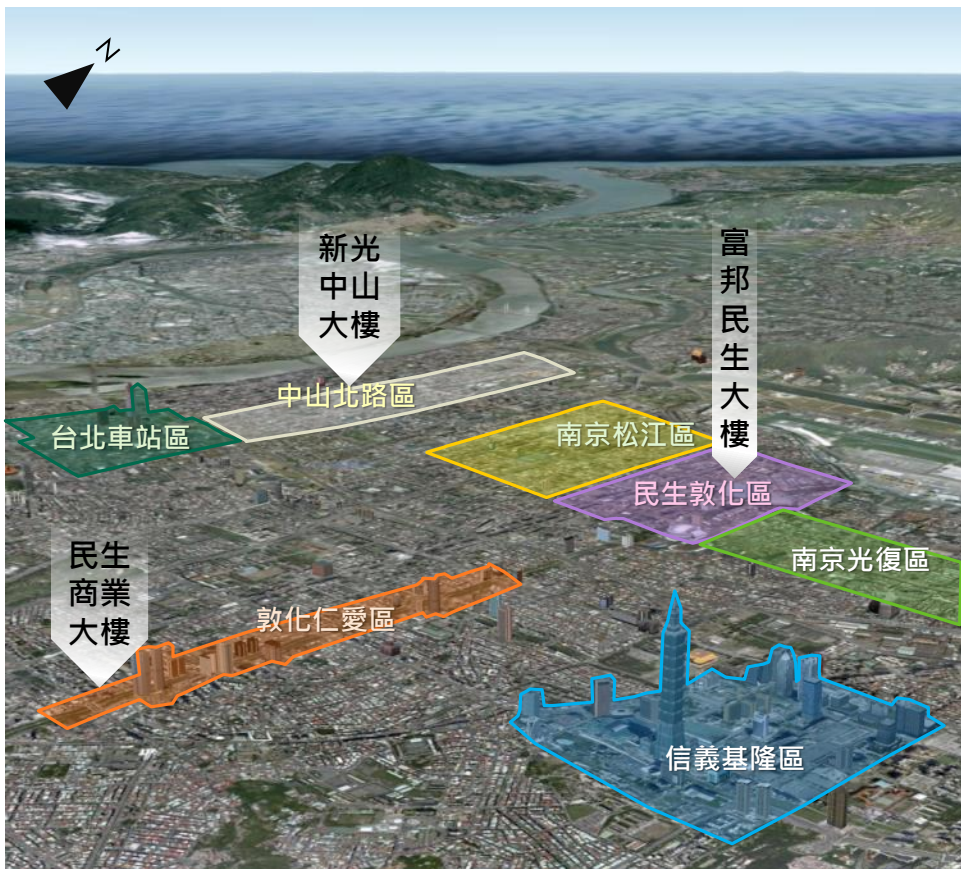 N
新光
中山
大樓
富邦民生大樓
中山北路區
台北車站區
南京松江區
民生敦化區
民生
商業
大樓
南京光復區
敦化仁愛區
信義基隆區